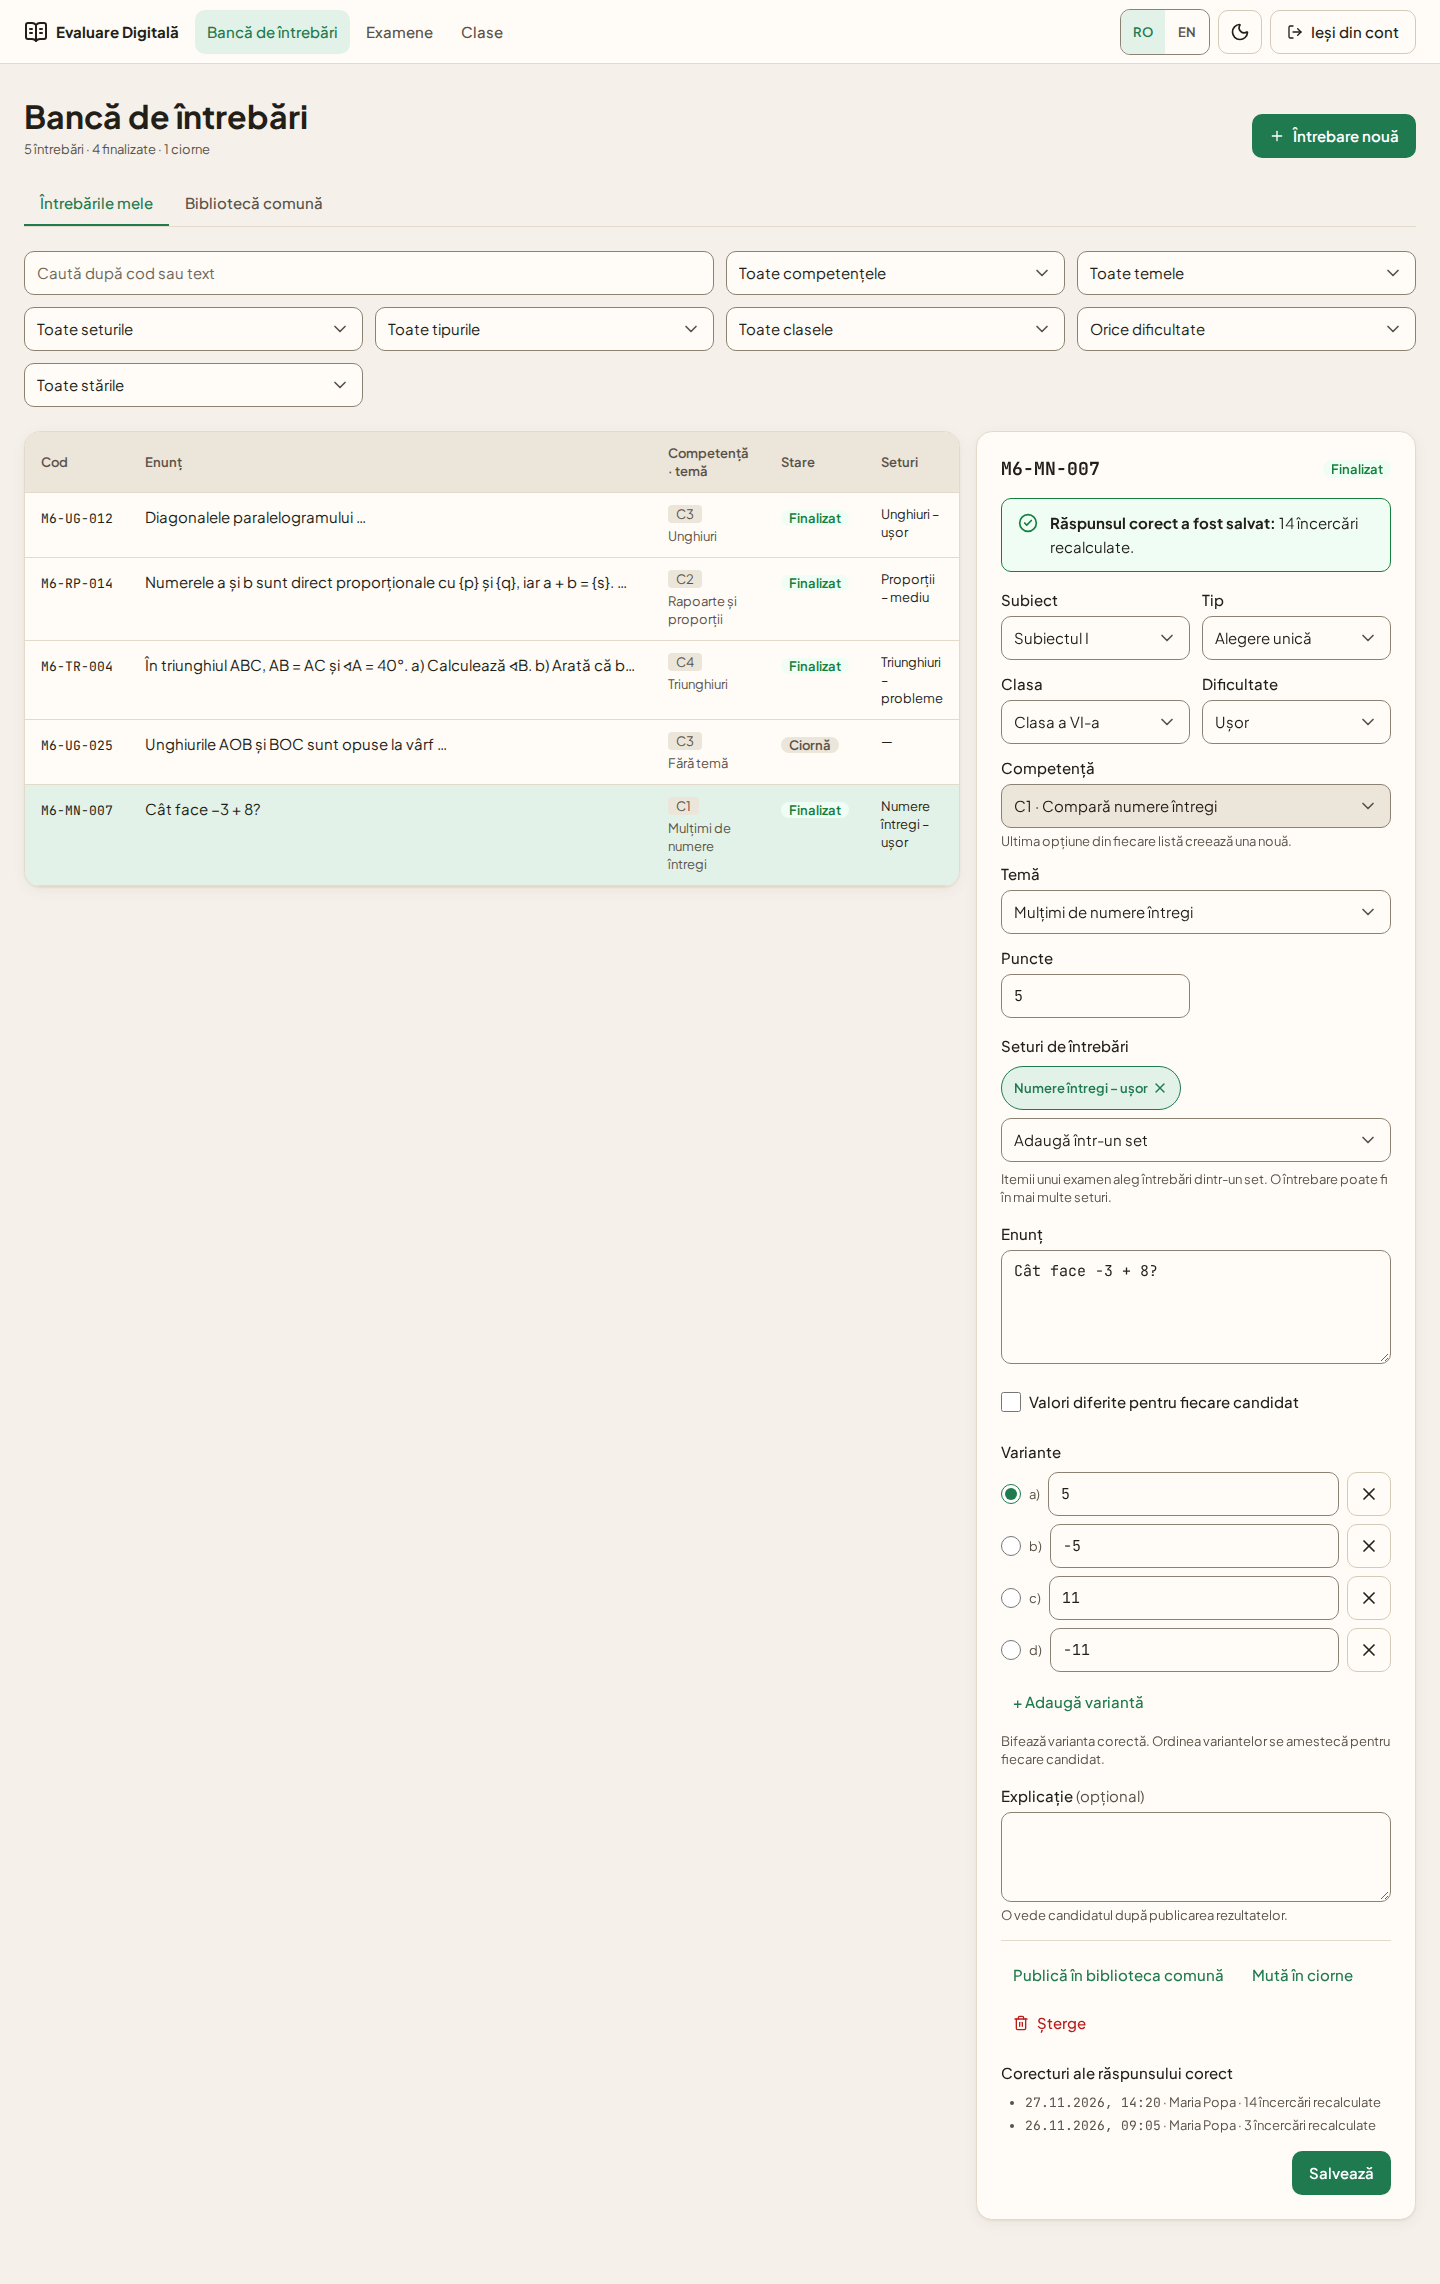 Evaluare Digitală
Bancă de întrebări
Examene
Clase
RO
EN
Ieși din cont
Bancă de întrebări
5 întrebări · 4 finalizate · 1 ciorne
+ Întrebare nouă
Întrebările mele
Bibliotecă comună
Caută după cod sau text
Toate competențele
Toate temele
Toate seturile
Toate tipurile
Toate clasele
Orice dificultate
Toate stările
Cod
Enunț
Competență
· temă
Stare
Seturi
M6-UG-012
Diagonalele paralelogramului ...
C3
Unghiuri
Finalizat
Unghiuri –
ușor
M6-RP-014
Numerele a și b sunt direct proporționale cu {p} și {q}, iar a + b = {s}. ...
C2
Rapoarte și
proporții
Finalizat
Proporții
– mediu
M6-TR-004
În triunghiul ABC, AB = AC și ∢A = 40°. a) Calculează ∢B. b) Arată că b...
C4
Triunghiuri
Finalizat
Triunghiuri
–
probleme
M6-UG-025
Unghiurile AOB și BOC sunt opuse la vârf ...
C3
Fără temă
Ciornă
—
M6-MN-007
Cât face −3 + 8?
C1
Mulțimi de
numere
întregi
Finalizat
Numere
întregi –
ușor
M6-MN-007
Finalizat
Răspunsul corect a fost salvat: 14 încercări
recalculate.
Subiect
Tip
Subiectul I
Alegere unică
Clasa
Dificultate
Clasa a VI-a
Ușor
Competență
C1 · Compară numere întregi
Ultima opțiune din fiecare listă creează una nouă.
Temă
Mulțimi de numere întregi
Puncte
5
Seturi de întrebări
Numere întregi – ușor
Adaugă într-un set
Itemii unui examen aleg întrebări dintr-un set. O întrebare poate fi
în mai multe seturi.
Enunț
Cât face -3 + 8?
Valori diferite pentru fiecare candidat
Variante
a)
5
b)
-5
c)
11
d)
-11
+ Adaugă variantă
Bifează varianta corectă. Ordinea variantelor se amestecă pentru
fiecare candidat.
Explicație (opțional)
O vede candidatul după publicarea rezultatelor.
Publică în biblioteca comună
Mută în ciorne
Șterge
Corecturi ale răspunsului corect
• 27.11.2026, 14:20 · Maria Popa · 14 încercări recalculate
• 26.11.2026, 09:05 · Maria Popa · 3 încercări recalculate
Salvează